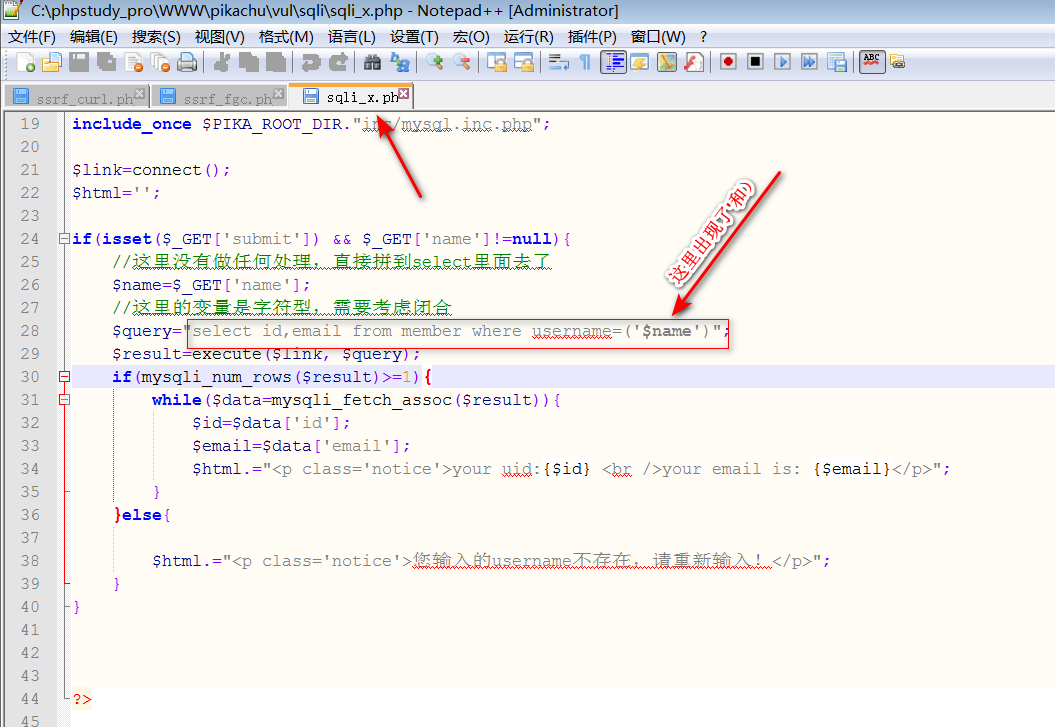 C:\phpstudy_pro\WWW\pikachu\vul\sqli\sqli_x.php - Notepad++ [Administrator]
文件(F) 编辑(E) 搜索(S) 视图(V) 格式(M) 语言(L) 设置(T) 宏(O) 运行(R) 插件(P) 窗口(W) ?
ABC
ssrf_curl.ph ssrf_fgc.ph sqli_x.ph
19 include_once $PIKA_ROOT_DIR."inc/mysql.inc.php";
20
21 $link=connect();
22 $html='';
23
24 if(isset($_GET['submit']) && $_GET['name']!=null){
25 //这里没有做任何处理，直接拼到select里面去了
26 $name=$_GET['name'];
27 //这里的变量是字符型，需要考虑闭合
这里出现了'和)
28 $query="select id,email from member where username=('$name')";
29 $result=execute($link, $query);
30 if(mysqli_num_rows($result)>=1){
31 while($data=mysqli_fetch_assoc($result)){
32 $id=$data['id'];
33 $email=$data['email'];
34 $html.="<p class='notice'>your uid:{$id} <br />your email is: {$email}</p>";
35 }
36 }else{
37
38 $html.="<p class='notice'>您输入的username不存在，请重新输入！</p>";
39 }
40 }
41
42
43
44 ?>
45